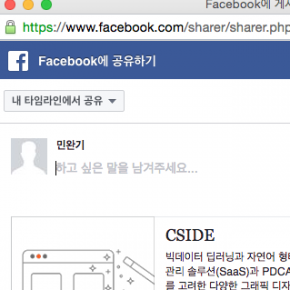 Facebook에 게시
https://www.facebook.com/sharer/sharer.php
Facebook에 공유하기
내 타임라인에서 공유
민완기
하고 싶은 말을 남겨주세요...
CSIDE
빅데이터 딥러닝과 자연어 형태
관리 솔루션(SaaS)과 PDCA
를 고려한 다양한 그래픽 디자